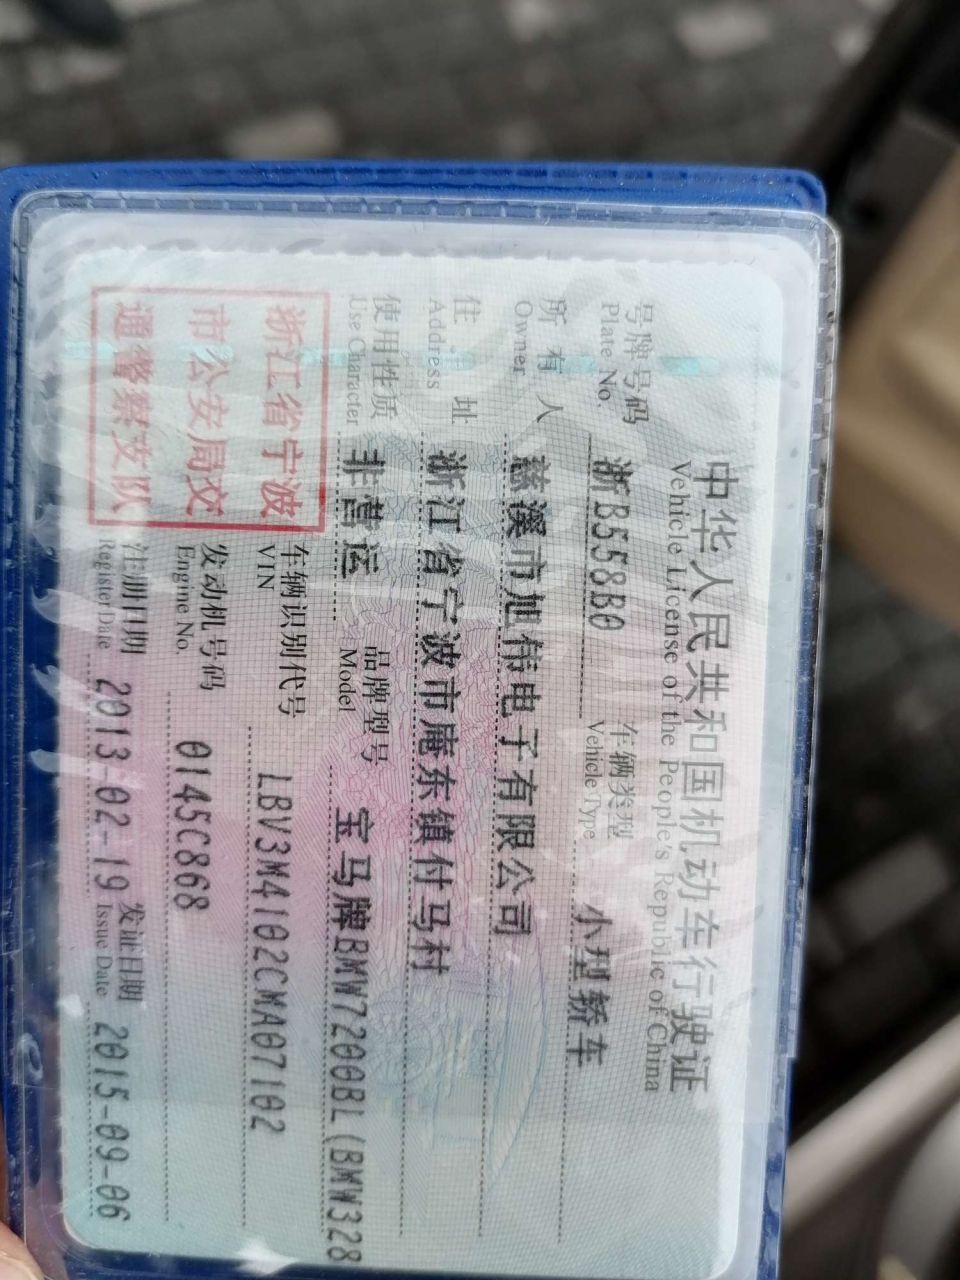 中华人民共和国机动车行驶证
Vehicle License of the People's Republic of China
号牌号码 浙B558B0 车辆类型 小型轿车
Plate No. Vehicle Type
所有人 慈溪市旭伟电子有限公司
Owner
住址 浙江省宁波市庵东镇付马村
Address
使用性质 非营运 品牌型号 宝马牌BMW7200BL(BMW328
Use Character Model
浙江省宁波
市公安局交
通警察支队
车辆识别代号 LBV3M4102CMA07102
VIN
发动机号码 0145C868
Engine No.
注册日期 2013-02-19 发证日期 2015-09-06
Register Date Issue Date